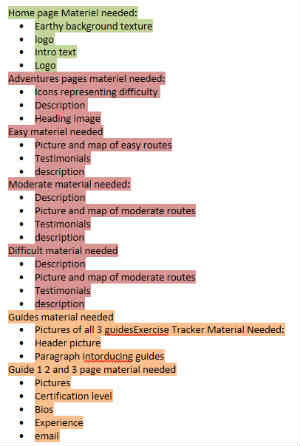 Home page Materiel needed:
• Earthy background texture
• logo
• Intro text
• Logo
Adventures pages materiel needed:
• Icons representing difficulty
• Description
• Heading image
Easy materiel needed
• Picture and map of easy routes
• Testimonials
• description
Moderate material needed:
• Description
• Picture and map of moderate routes
• Testimonials
• description
Difficult material needed
• Description
• Picture and map of moderate routes
• Testimonials
• description
Guides material needed
• Pictures of all 3 guidesExercise Tracker Material Needed:
• Header picture
• Paragraph intorducing guides
Guide 1 2 and 3 page material needed
• Pictures
• Certification level
• Bios
• Experience
• email